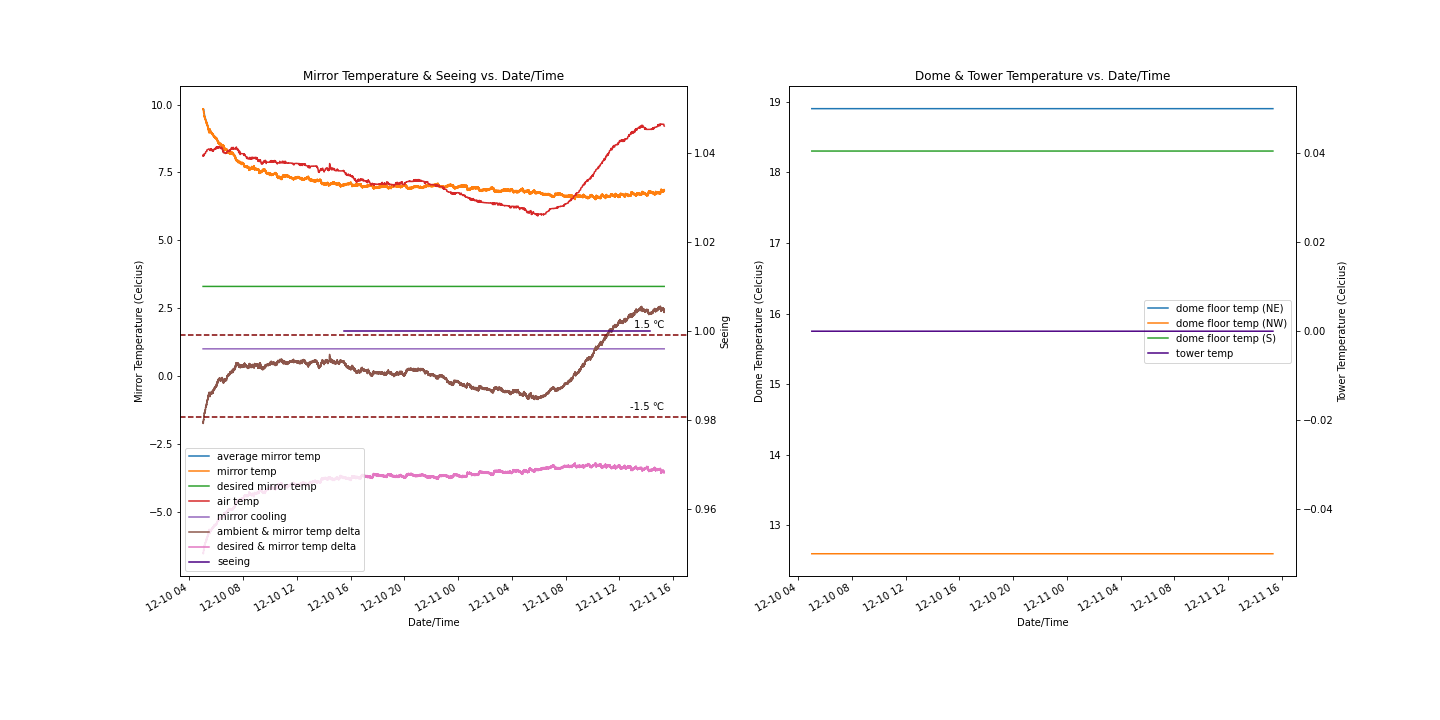 Mirror Temperature & Seeing vs. Date/Time
10.0
7.5
5.0
2.5
0.0
−2.5
−5.0
Mirror Temperature (Celcius)
1.04
1.02
1.00
0.98
0.96
Seeing
1.5 °C
-1.5 °C
average mirror temp
mirror temp
desired mirror temp
air temp
mirror cooling
ambient & mirror temp delta
desired & mirror temp delta
seeing
12-10 04
12-10 08
12-10 12
12-10 16
12-10 20
12-11 00
12-11 04
12-11 08
12-11 12
12-11 16
Date/Time
Dome & Tower Temperature vs. Date/Time
19
18
17
16
15
14
13
Dome Temperature (Celcius)
0.04
0.02
0.00
−0.02
−0.04
Tower Temperature (Celcius)
dome floor temp (NE)
dome floor temp (NW)
dome floor temp (S)
tower temp
12-10 04
12-10 08
12-10 12
12-10 16
12-10 20
12-11 00
12-11 04
12-11 08
12-11 12
12-11 16
Date/Time